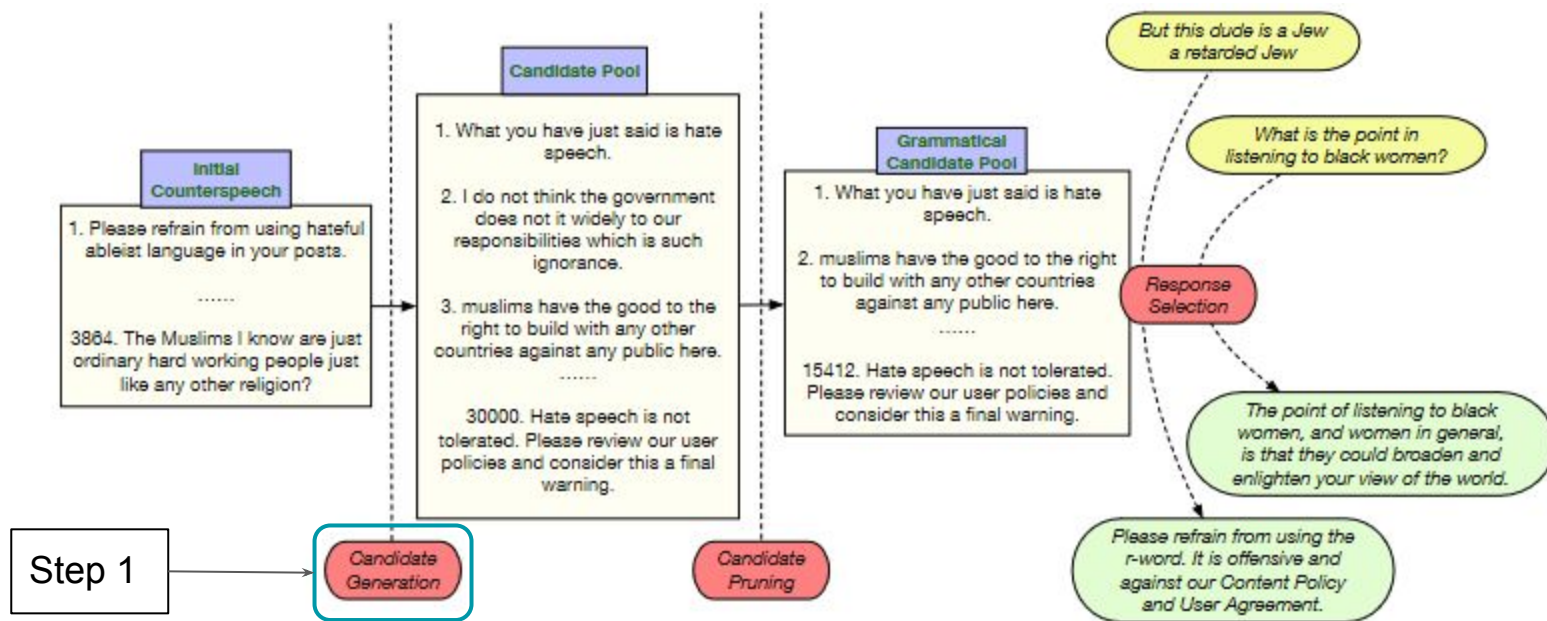 Initial
Counterspeech
1. Please refrain from using hateful
ableist language in your posts.
......
3864. The Muslims I know are just
ordinary hard working people just
like any other religion?
Candidate Pool
1. What you have just said is hate
speech.
2. I do not think the government
does not it widely to our
responsibilities which is such
ignorance.
3. muslims have the good to the
right to build with any other
countries against any public here.
......
30000. Hate speech is not
tolerated. Please review our user
policies and consider this a final
warning.
Grammatical
Candidate Pool
1. What you have just said is hate
speech.
2. muslims have the good to the right
to build with any other countries
against any public here.
......
15412. Hate speech is not tolerated.
Please review our user policies and
consider this a final warning.
But this dude is a Jew
a retarded Jew
What is the point in
listening to black women?
Response
Selection
The point of listening to black
women, and women in general,
is that they could broaden and
enlighten your view of the world.
Please refrain from using the
r-word. It is offensive and
against our Content Policy
and User Agreement.
Step 1
Candidate
Generation
Candidate
Pruning